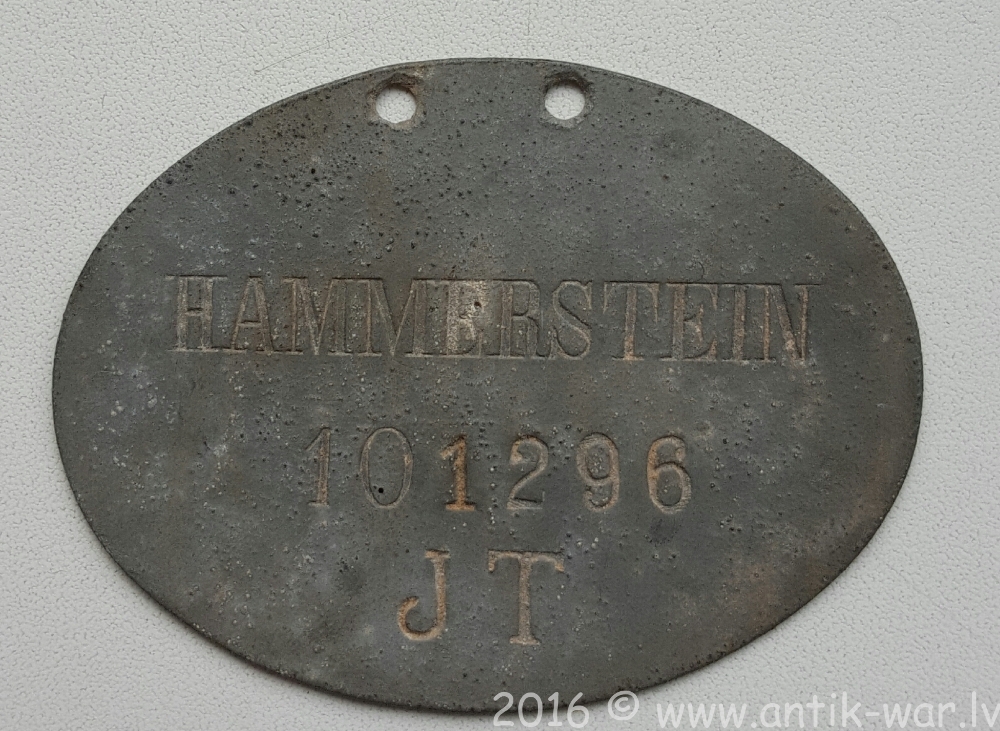 HAMMERSTEIN
101296
JT
2016 © www.antik-war.lv